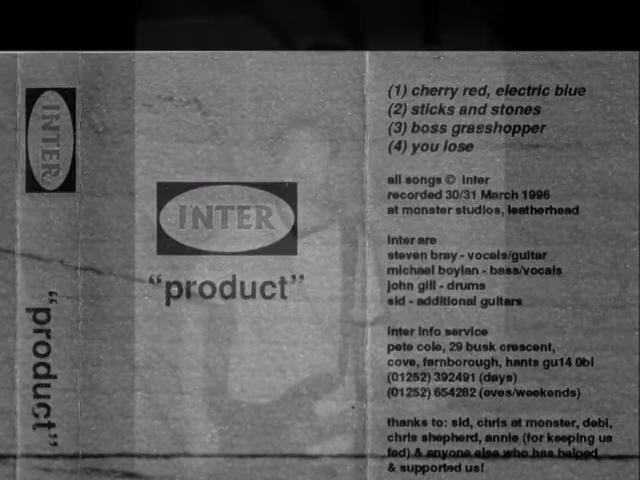 INTER
"product"
INTER
"product"
(1) cherry red, electric blue
(2) sticks and stones
(3) boss grasshopper
(4) you lose
all songs © Inter
recorded 30/31 March 1996
at monster studios, leatherhead
Inter are
steven bray - vocals/guitar
michael boylan - bass/vocals
john gill - drums
sid - additional guitars
Inter Info service
pete cole, 29 busk crescent,
cove, farnborough, hants gu14 0bl
(01252) 392491 (days)
(01252) 654282 (eves/weekends)
thanks to: sid, chris at monster, debi,
chris shepherd, annie (for keeping us
fed) & anyone else who has helped
& supported us!